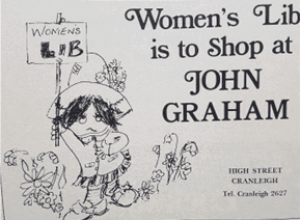 WOMENS
LIB
Women's Lib
is to Shop at
JOHN
GRAHAM
HIGH STREET
CRANLEIGH
Tel. Cranleigh 2627